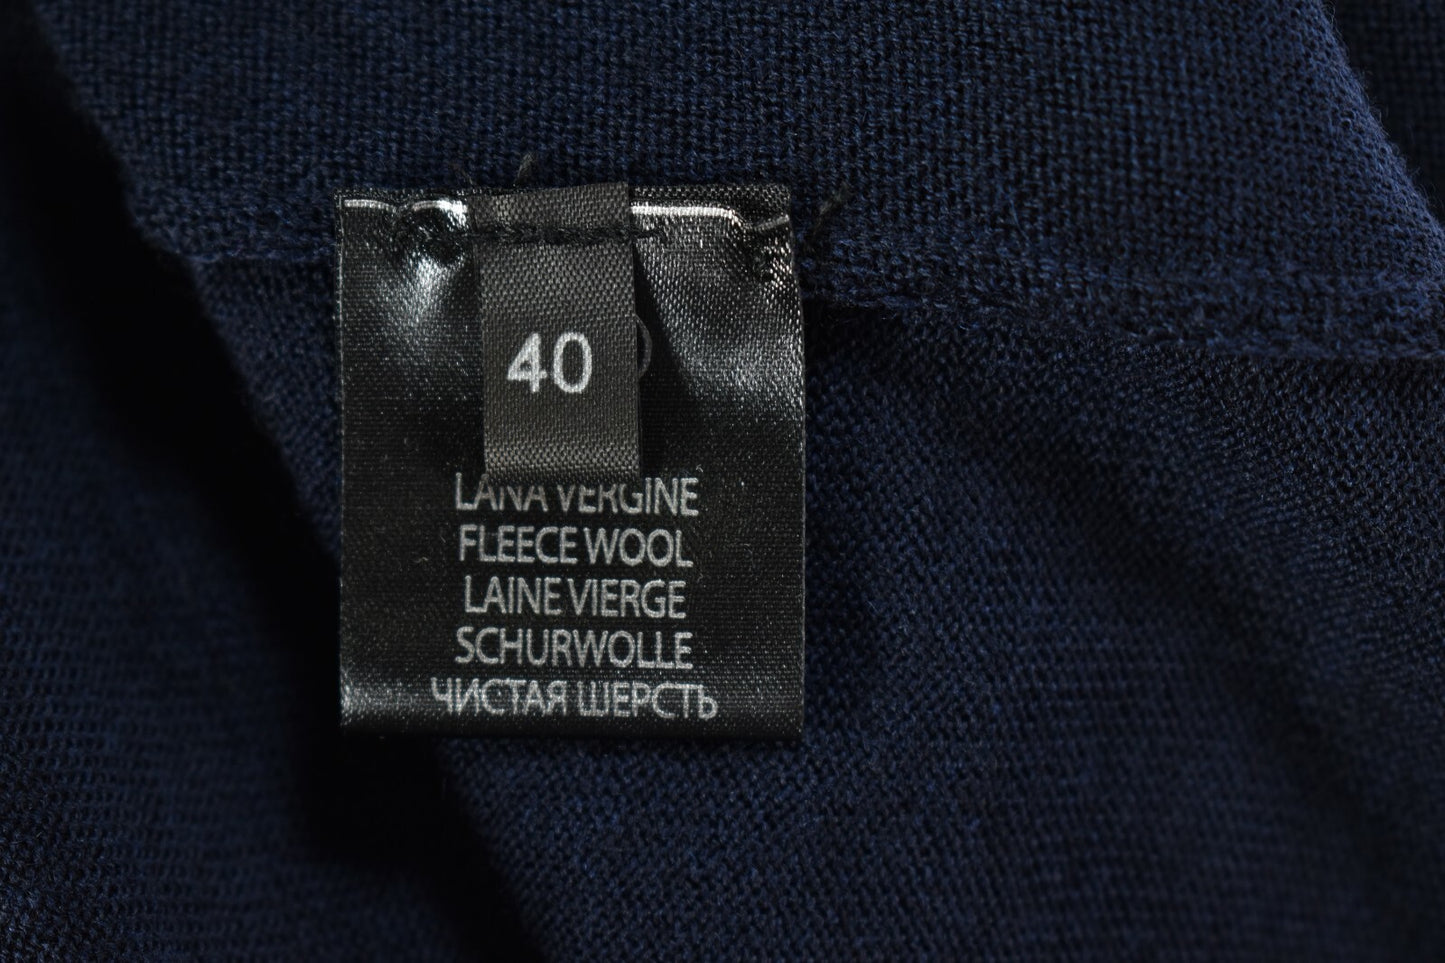 40
LANA VERGINE
FLEECE WOOL
LAINE VIERGE
SCHURWOLLE
ЧИСТАЯ ШЕРСТЬ